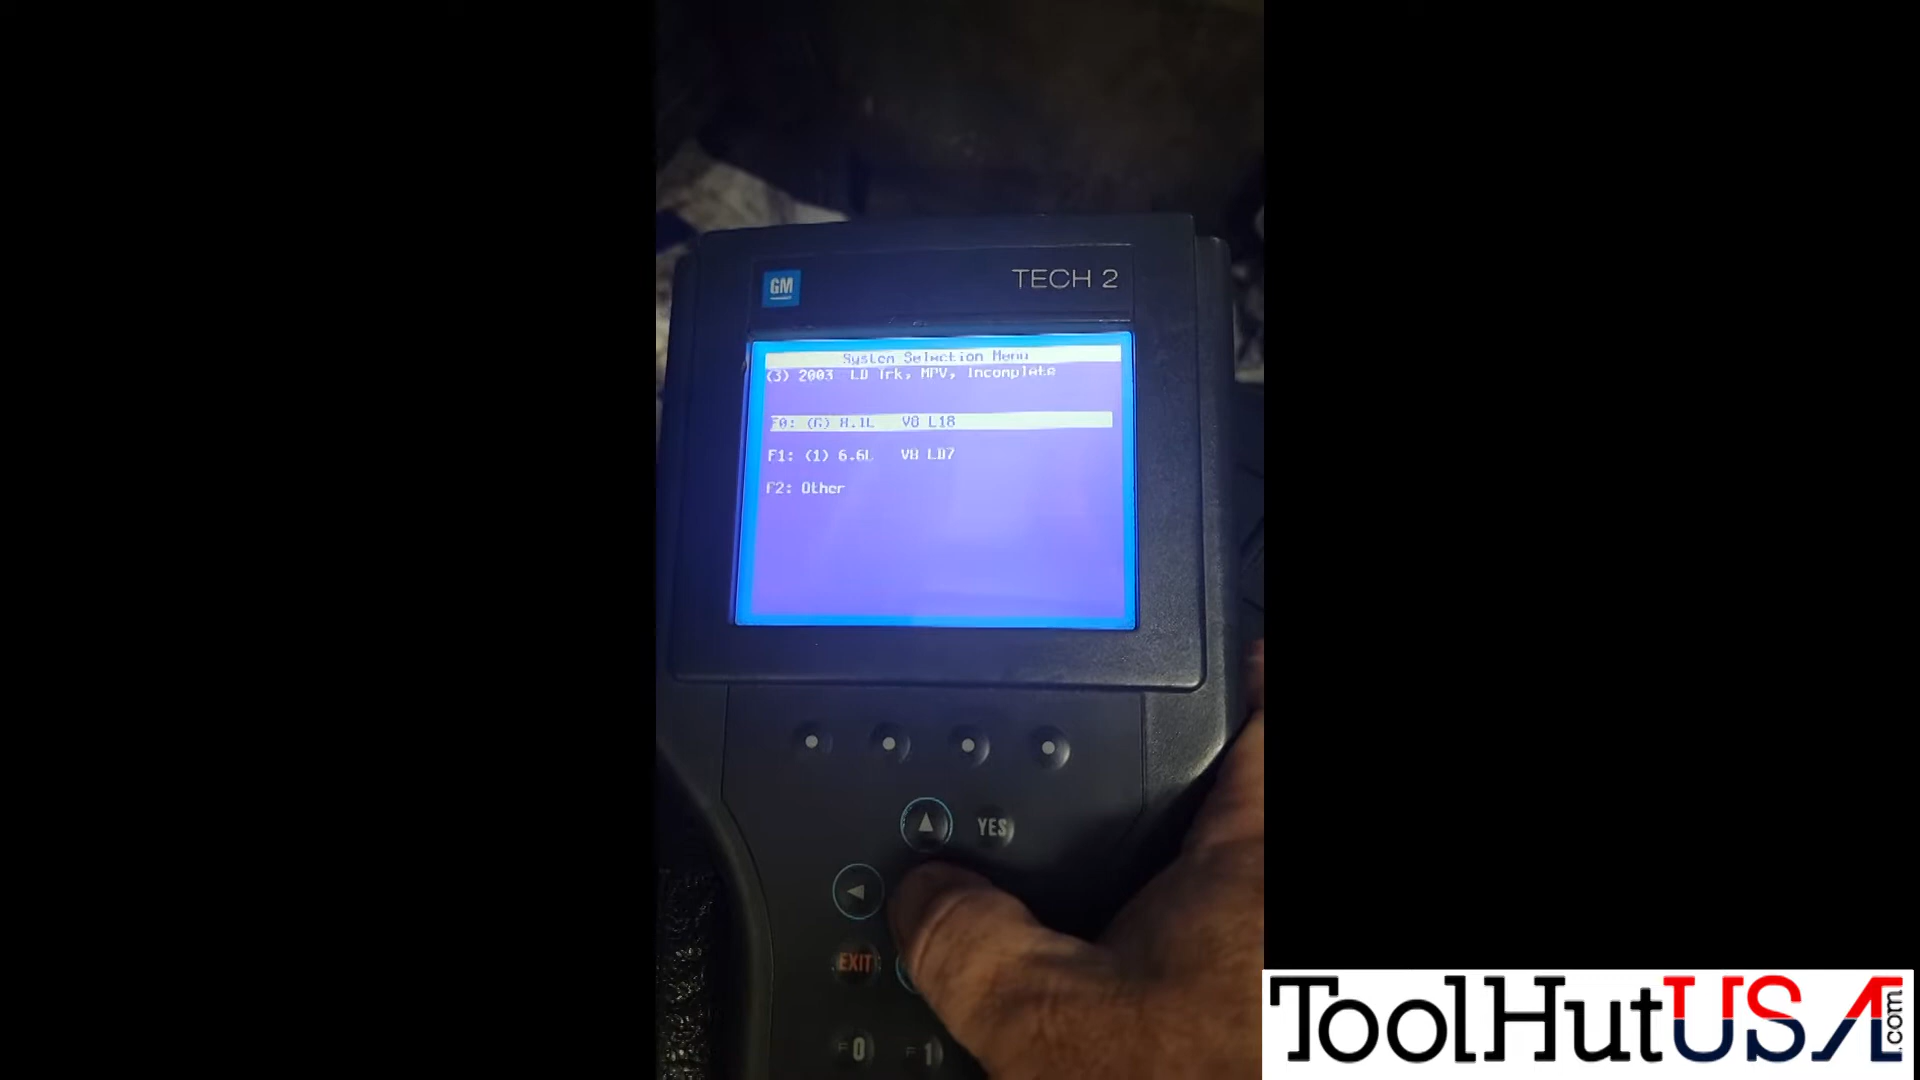 GM
TECH 2
System Selection Menu
(3) 2003 LD Trk, MPV, Incomplete
F0: (G) 8.1L V8 L18
F1: (1) 6.6L V8 LB7
F2: Other
YES
EXIT
F0 F1
ToolHutUSA.com